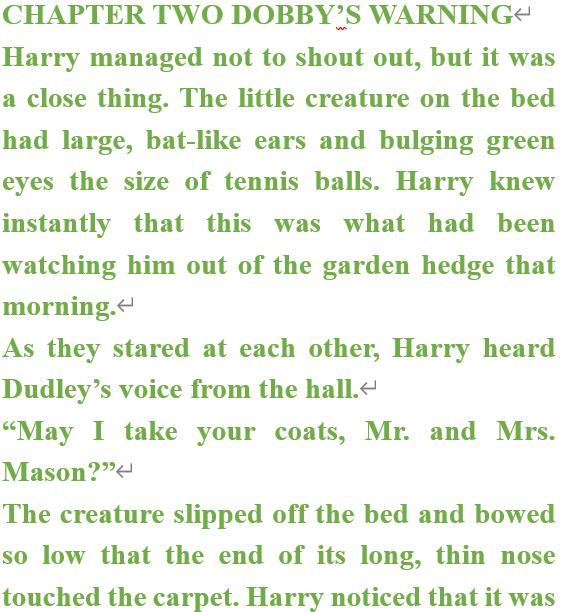 CHAPTER TWO DOBBY’S WARNING
Harry managed not to shout out, but it was
a close thing. The little creature on the bed
had large, bat-like ears and bulging green
eyes the size of tennis balls. Harry knew
instantly that this was what had been
watching him out of the garden hedge that
morning.
As they stared at each other, Harry heard
Dudley’s voice from the hall.
“May I take your coats, Mr. and Mrs.
Mason?”
The creature slipped off the bed and bowed
so low that the end of its long, thin nose
touched the carpet. Harry noticed that it was